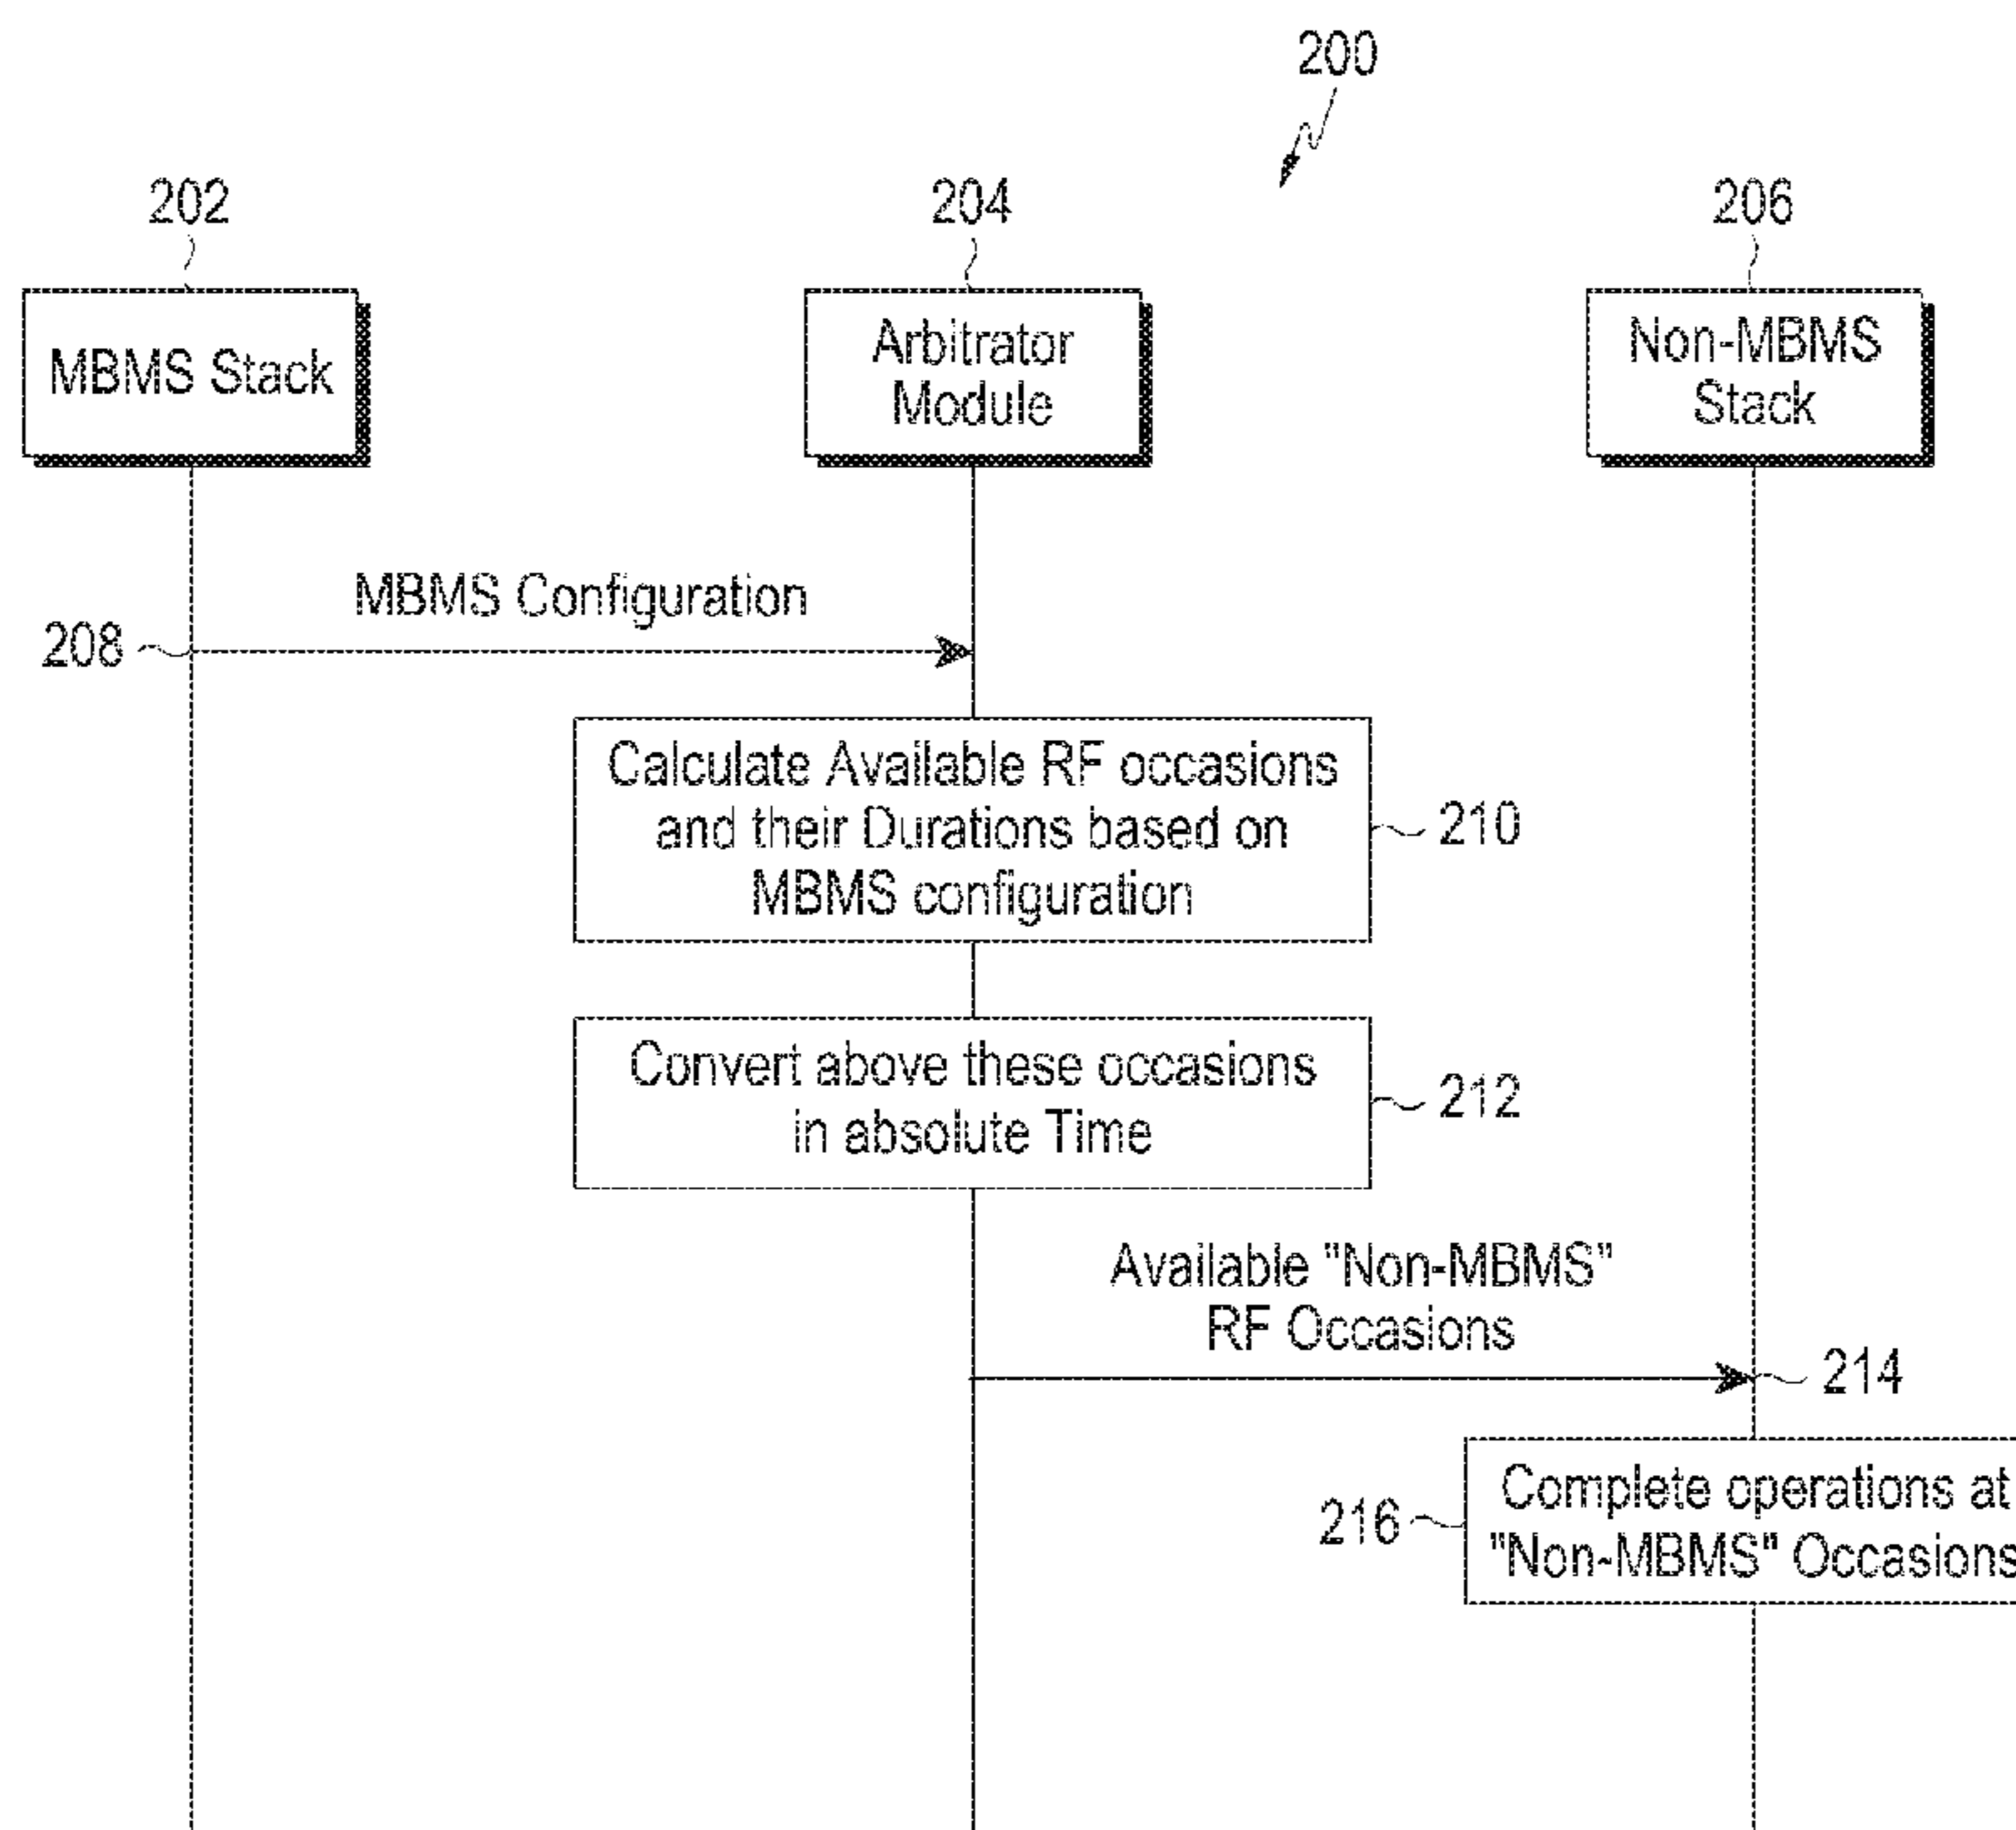 200
202
204
206
MBMS Stack
Arbitrator
Module
Non-MBMS
Stack
MBMS Configuration
208
Calculate Available RF occasions
and their Durations based on
MBMS configuration
210
Convert above these occasions
in absolute Time
212
Available "Non-MBMS"
RF Occasions
214
Complete operations at
"Non-MBMS" Occasions
216